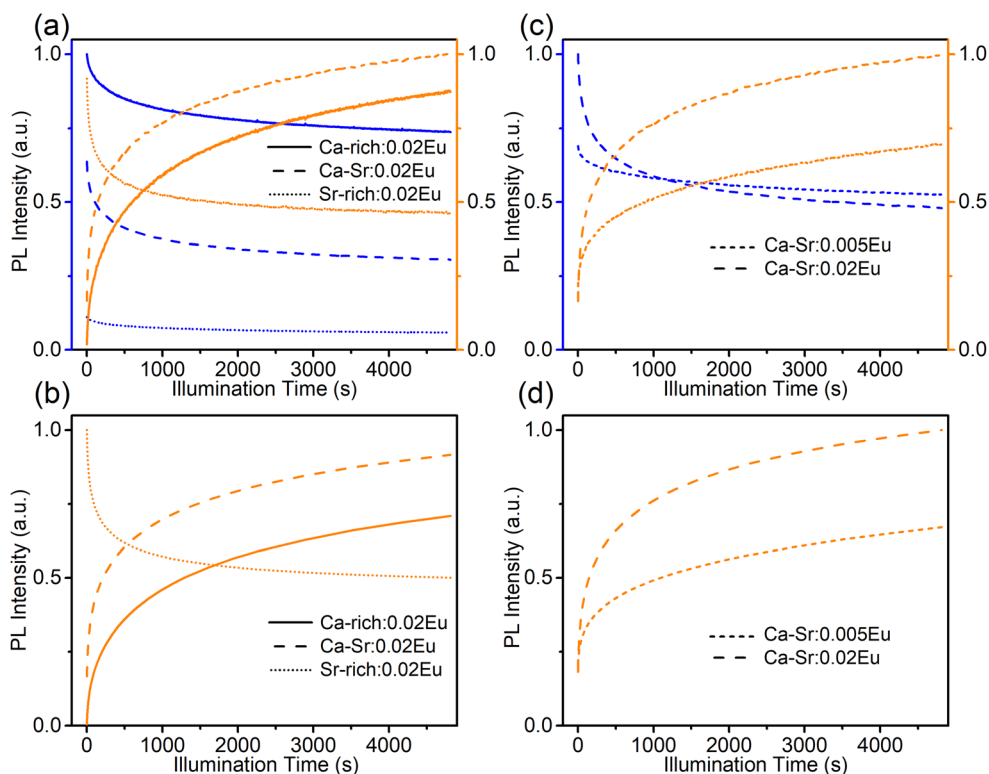 (a)
1.0
0.5
0.0
PL Intensity (a.u.)
Ca-rich:0.02Eu
Ca-Sr:0.02Eu
Sr-rich:0.02Eu
1.0
0.5
0.0
0 1000 2000 3000 4000
Illumination Time (s)
(c)
1.0
0.5
0.0
PL Intensity (a.u.)
Ca-Sr:0.005Eu
Ca-Sr:0.02Eu
1.0
0.5
0.0
0 1000 2000 3000 4000
Illumination Time (s)
(b)
1.0
0.5
0.0
PL Intensity (a.u.)
Ca-rich:0.02Eu
Ca-Sr:0.02Eu
Sr-rich:0.02Eu
0 1000 2000 3000 4000
Illumination Time (s)
(d)
1.0
0.5
0.0
PL Intensity (a.u.)
Ca-Sr:0.005Eu
Ca-Sr:0.02Eu
0 1000 2000 3000 4000
Illumination Time (s)